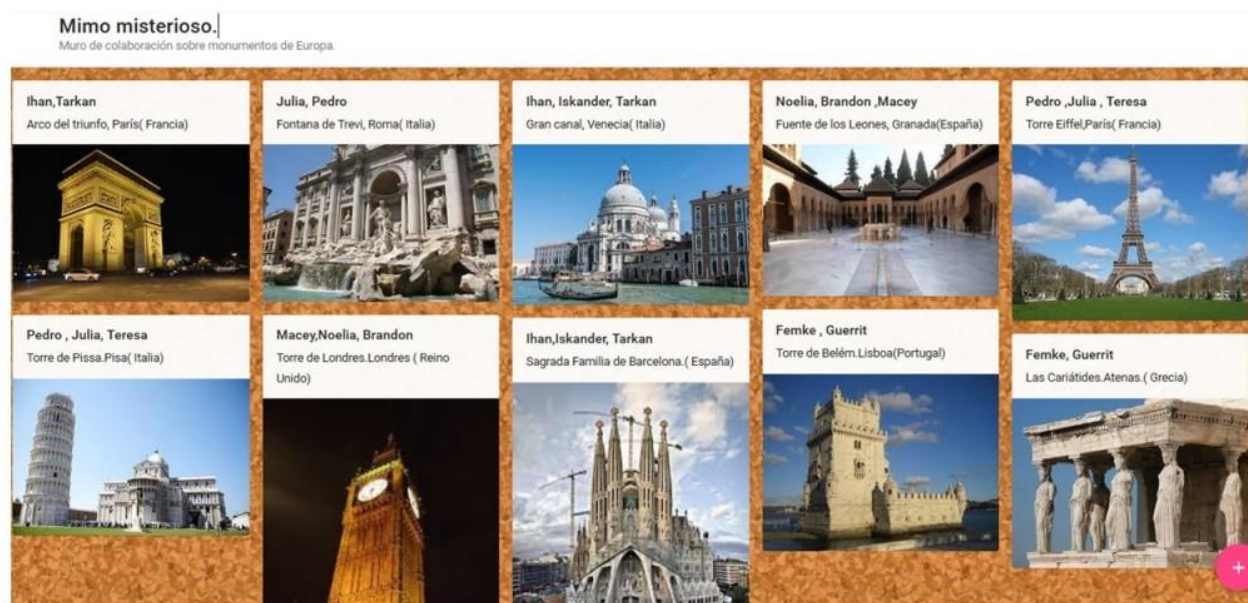 Mimo misterioso.
Muro de colaboración sobre monumentos de Europa.
Ihan,Tarkan
Arco del triunfo, París( Francia)
Julia, Pedro
Fontana de Trevi, Roma( Italia)
Ihan, Iskander, Tarkan
Gran canal, Venecia( Italia)
Noelia, Brandon ,Macey
Fuente de los Leones, Granada(España)
Pedro ,Julia , Teresa
Torre Eiffel,París( Francia)
Pedro , Julia, Teresa
Torre de Pissa.Pisa( Italia)
Macey,Noelia, Brandon
Torre de Londres.Londres ( Reino
Unido)
Ihan,Iskander, Tarkan
Sagrada Familia de Barcelona.( España)
Femke , Guerrit
Torre de Belém.Lisboa(Portugal)
Femke, Guerrit
Las Cariátides.Atenas.( Grecia)
+